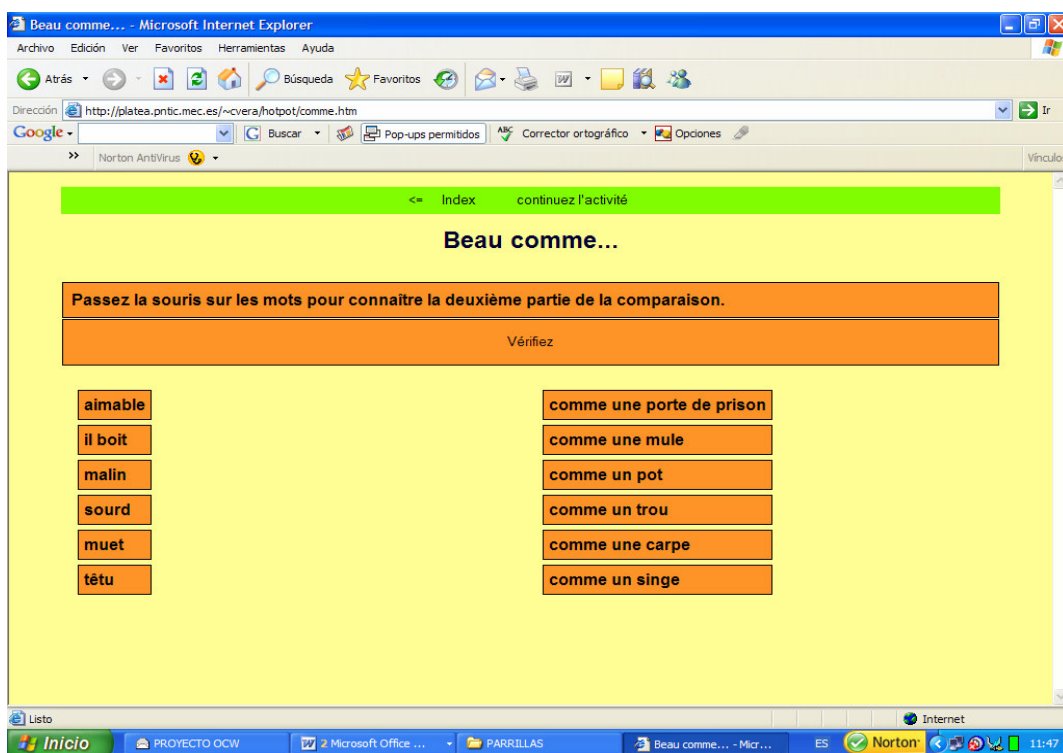 Beau comme... - Microsoft Internet Explorer
Archivo Edición Ver Favoritos Herramientas Ayuda
Atrás Búsqueda Favoritos
Dirección http://platea.pntic.mec.es/~cvera/hotpot/comme.htm Ir
Google Buscar Pop-ups permitidos Corrector ortográfico Opciones
» Norton AntiVirus Vínculo
<= Index continuez l'activité
Beau comme...
Passez la souris sur les mots pour connaître la deuxième partie de la comparaison.
Vérifiez
aimable comme une porte de prison
il boit comme une mule
malin comme un pot
sourd comme un trou
muet comme une carpe
têtu comme un singe
Listo Internet
Inicio PROYECTO OCW 2 Microsoft Office ... PARRILLAS Beau comme... - Micr... ES Norton 11:47